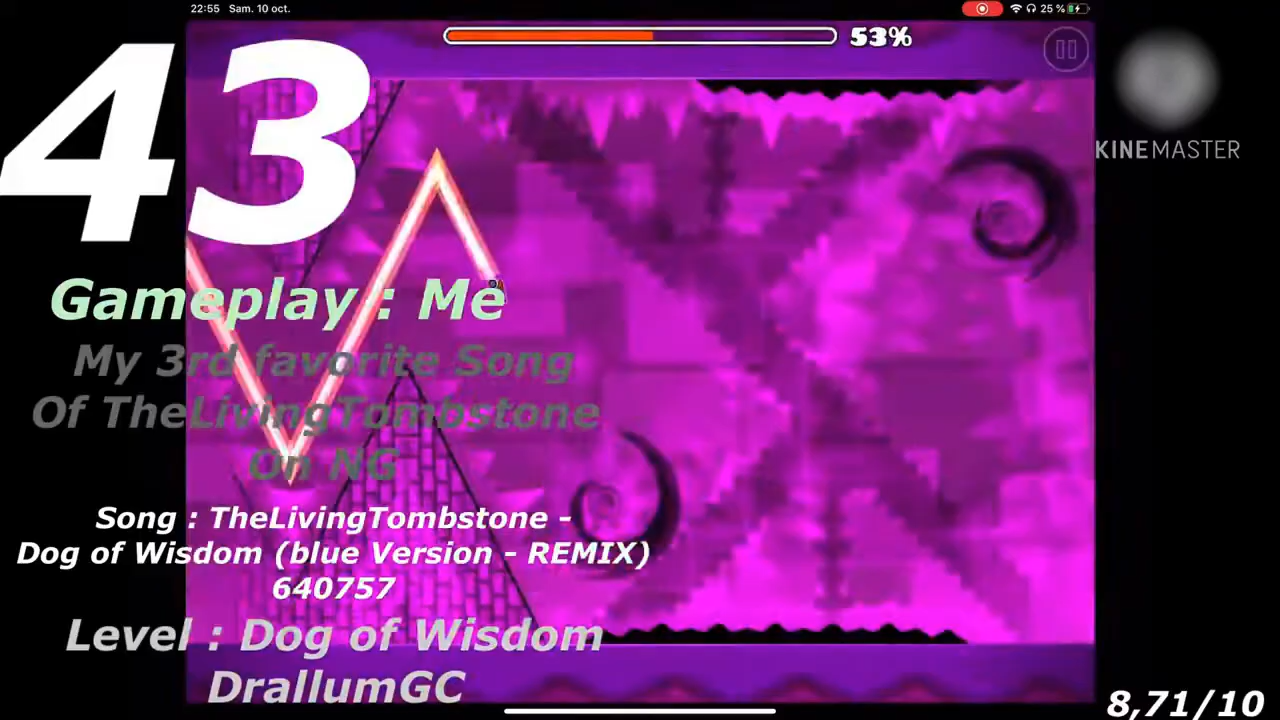 22:55 Sam. 10 oct.
25 %
53%
43
KINEMASTER
Gameplay : Me
My 3rd favorite Song
Of TheLivingTombstone
On NG
Song : TheLivingTombstone -
Dog of Wisdom (blue Version - REMIX)
640757
Level : Dog of Wisdom
DrallumGC
8,71/10